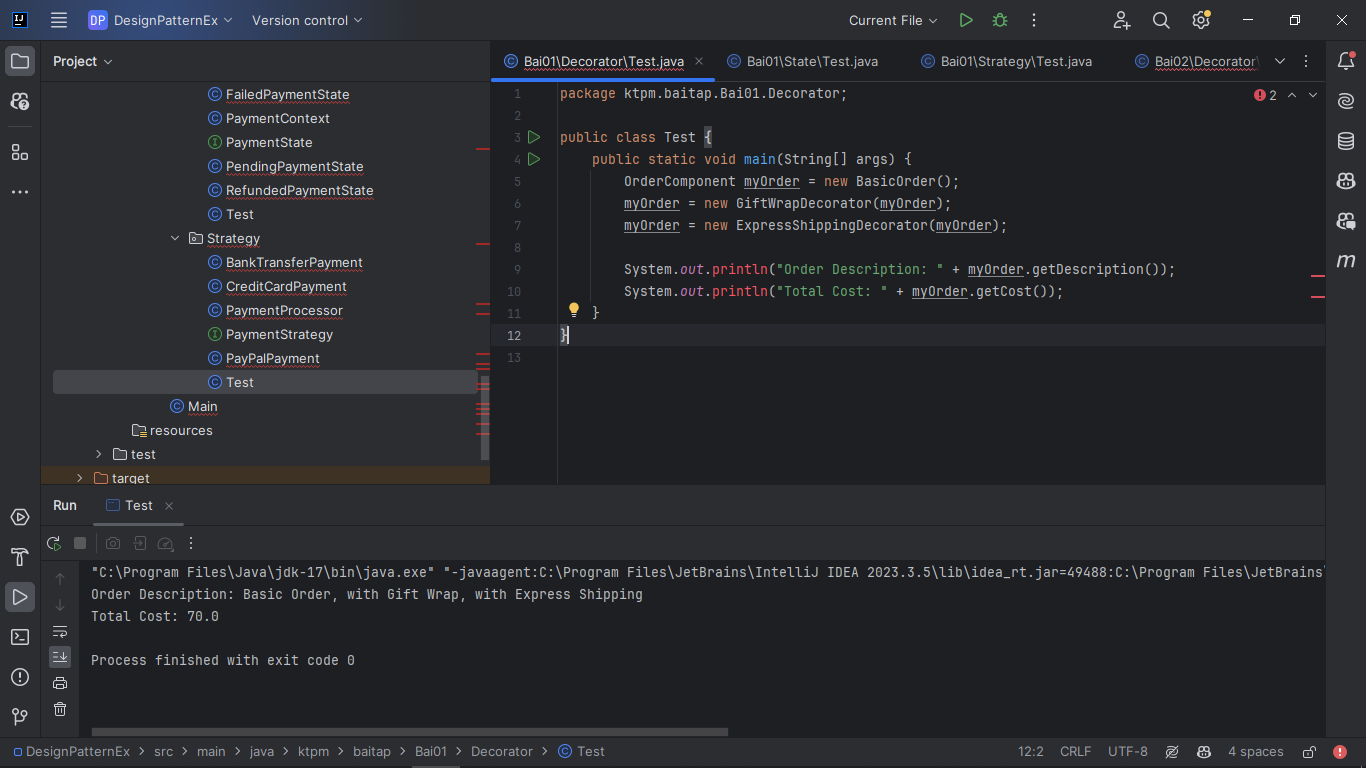 DP DesignPatternEx Version control Current File
Project
Bai01\Decorator\Test.java Bai01\State\Test.java Bai01\Strategy\Test.java Bai02\Decorator\
FailedPaymentState
PaymentContext
PaymentState
PendingPaymentState
RefundedPaymentState
Test
Strategy
BankTransferPayment
CreditCardPayment
PaymentProcessor
PaymentStrategy
PayPalPayment
Test
Main
resources
test
target
2
1 package ktpm.baitap.Bai01.Decorator;
2
3 public class Test {
4 public static void main(String[] args) {
5 OrderComponent myOrder = new BasicOrder();
6 myOrder = new GiftWrapDecorator(myOrder);
7 myOrder = new ExpressShippingDecorator(myOrder);
8
9 System.out.println("Order Description: " + myOrder.getDescription());
10 System.out.println("Total Cost: " + myOrder.getCost());
11 }
12 }
13
Run Test
"C:\Program Files\Java\jdk-17\bin\java.exe" "-javaagent:C:\Program Files\JetBrains\IntelliJ IDEA 2023.3.5\lib\idea_rt.jar=49488:C:\Program Files\JetBrains\
Order Description: Basic Order, with Gift Wrap, with Express Shipping
Total Cost: 70.0
Process finished with exit code 0
DesignPatternEx > src > main > java > ktpm > baitap > Bai01 > Decorator > Test 12:2 CRLF UTF-8 4 spaces